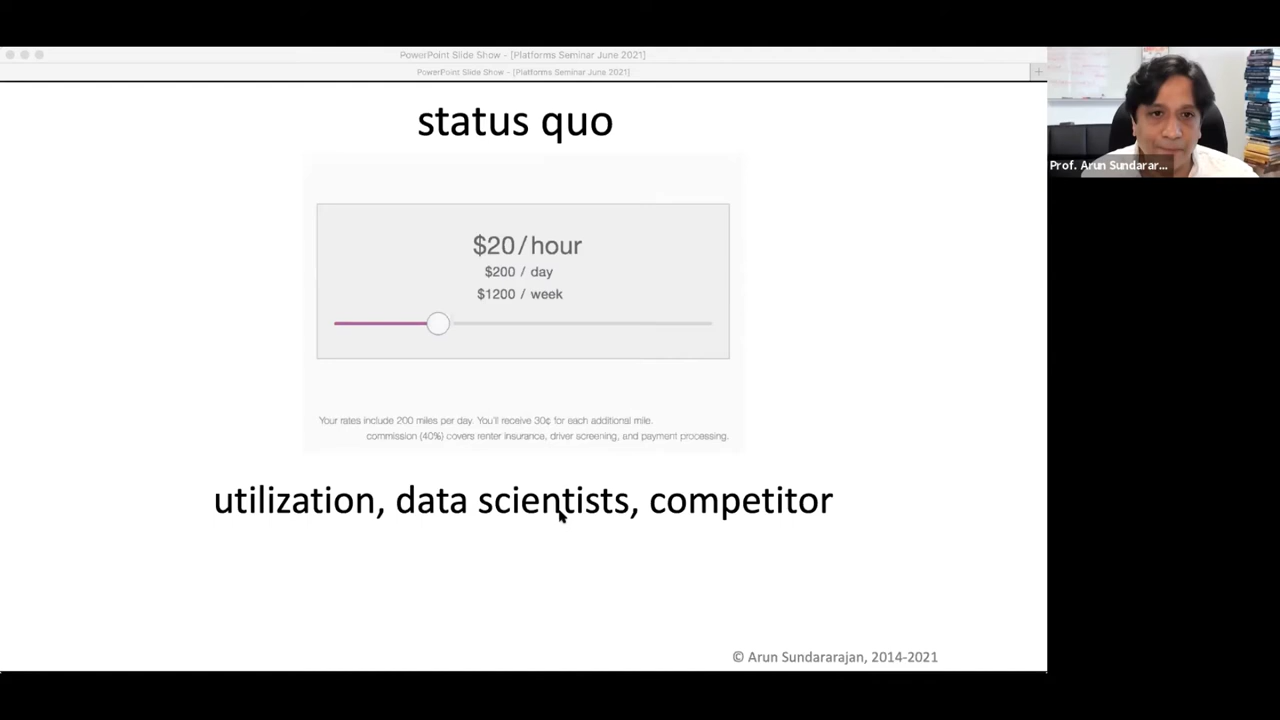 PowerPoint Slide Show - [Platforms Seminar June 2021]
PowerPoint Slide Show - [Platforms Seminar June 2021]
status quo
$20/hour
$200 / day
$1200 / week
Your rates include 200 miles per day. You'll receive 30¢ for each additional mile.
commission (40%) covers renter insurance, driver screening, and payment processing.
utilization, data scientists, competitor
© Arun Sundararajan, 2014-2021
Prof. Arun Sundarar...